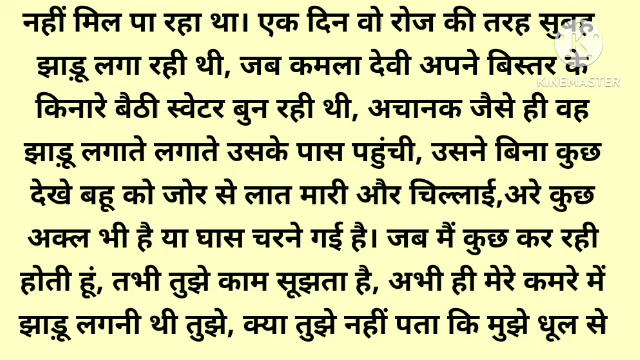 नहीं मिल पा रहा था। एक दिन वो रोज की तरह सुबह
झाड़ू लगा रही थी, जब कमला देवी अपने बिस्तर के
KINEMASTER
किनारे बैठी स्वेटर बुन रही थी, अचानक जैसे ही वह
झाड़ू लगाते लगाते उसके पास पहुंची, उसने बिना कुछ
देखे बहू को जोर से लात मारी और चिल्लाई,अरे कुछ
अक्ल भी है या घास चरने गई है। जब मैं कुछ कर रही
होती हूं, तभी तुझे काम सूझता है, अभी ही मेरे कमरे में
झाड़ू लगनी थी तुझे, क्या तुझे नहीं पता कि मुझे धूल से